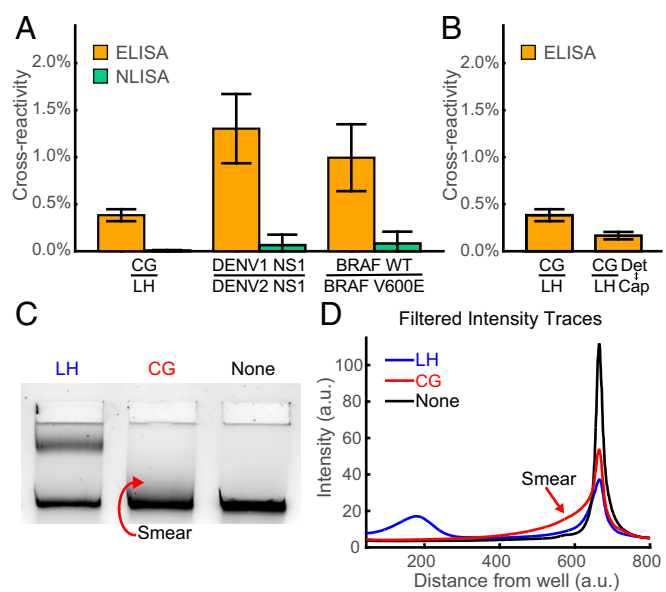 A
ELISA
NLISA
Cross-reactivity
2.0%
1.5%
1.0%
0.5%
0.0%
CG
LH
DENV1 NS1
DENV2 NS1
BRAF WT
BRAF V600E
B
ELISA
Cross-reactivity
2.0%
1.5%
1.0%
0.5%
0.0%
CG
LH
CG Det
↕
LH Cap
C
LH CG None
Smear
D
Filtered Intensity Traces
LH
CG
None
Smear
Intensity (a.u.)
100
80
60
40
20
0
200 400 600 800
Distance from well (a.u.)